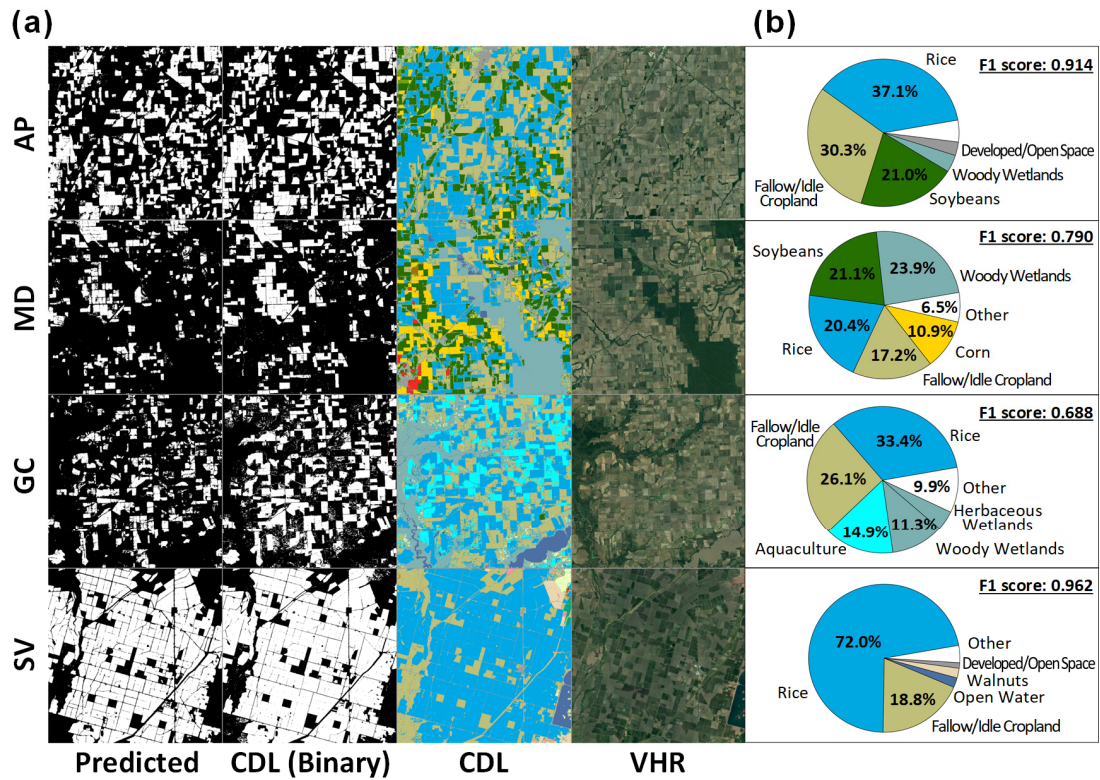 (a)
(b)
AP
Rice
F1 score: 0.914
37.1%
30.3%
Developed/Open Space
Woody Wetlands
Fallow/Idle
Cropland
21.0%
Soybeans
MD
Soybeans
F1 score: 0.790
21.1%
23.9%
Woody Wetlands
6.5%
Other
20.4%
10.9%
Rice
17.2%
Corn
Fallow/Idle Cropland
GC
F1 score: 0.688
Fallow/Idle
Cropland
33.4%
Rice
26.1%
9.9%
Other
Herbaceous
Wetlands
14.9%
11.3%
Aquaculture
Woody Wetlands
SV
F1 score: 0.962
72.0%
Other
Developed/Open Space
Walnuts
Rice
Open Water
18.8%
Fallow/Idle Cropland
Predicted
CDL (Binary)
CDL
VHR